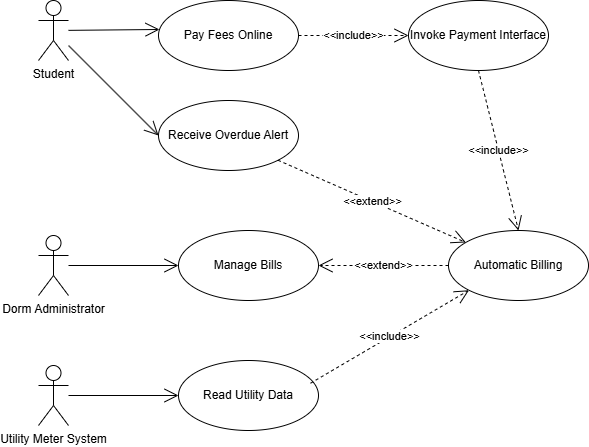 Pay Fees Online
<<include>>
Invoke Payment Interface
Student
Receive Overdue Alert
<<include>>
<<extend>>
Manage Bills
<<extend>>
Automatic Billing
Dorm Administrator
<<include>>
Read Utility Data
Utility Meter System